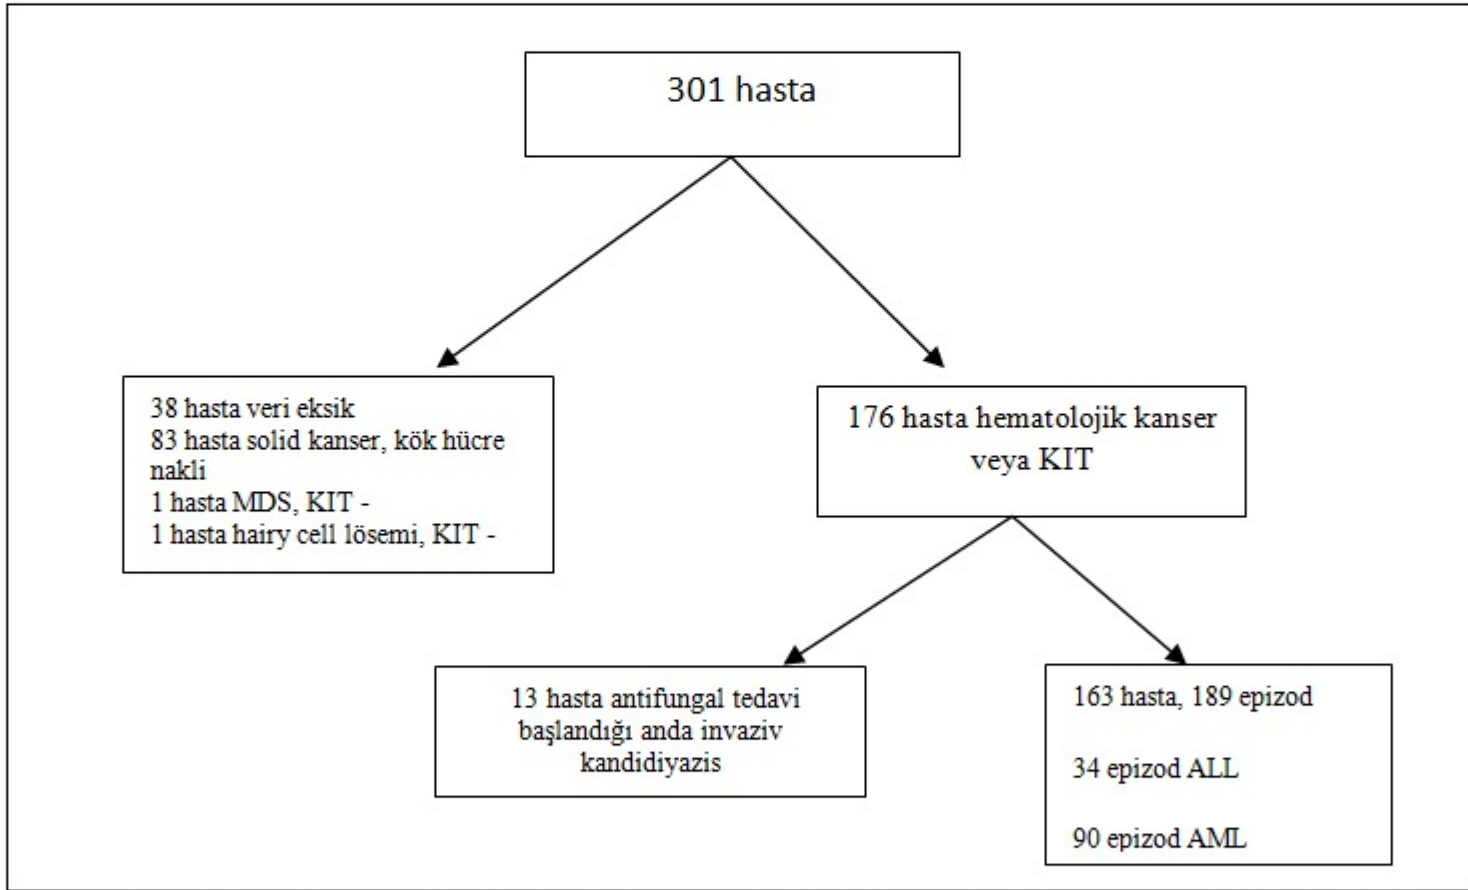 301 hasta
38 hasta veri eksik
83 hasta solid kanser, kök hücre
nakli
1 hasta MDS, KIT -
1 hasta hairy cell lösemi, KIT -
176 hasta hematolojik kanser
veya KIT
13 hasta antifungal tedavi
başlandığı anda invaziv
kandidiyazis
163 hasta, 189 epizod
34 epizod ALL
90 epizod AML